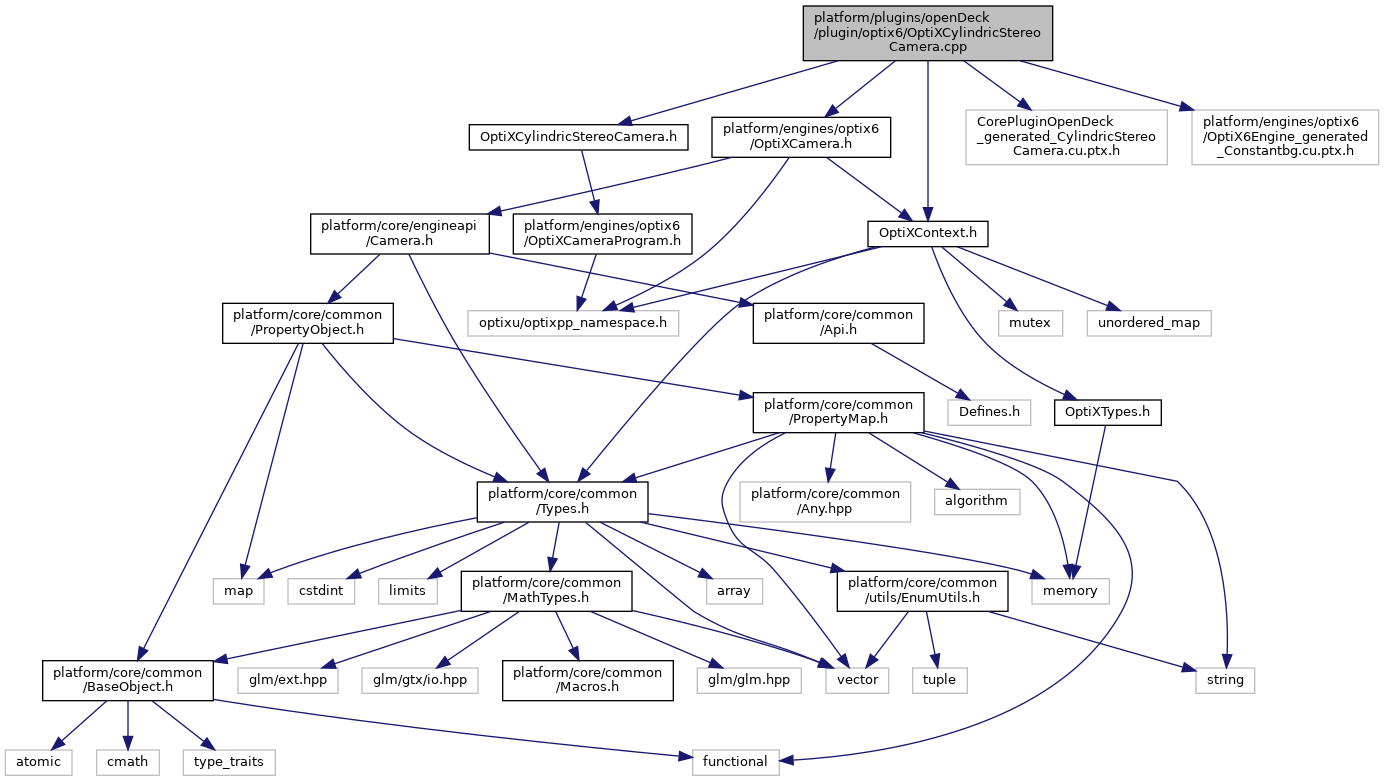 platform/plugins/openDeck
/plugin/optix6/OptiXCylindricStereo
Camera.cpp
OptiXCylindricStereoCamera.h
platform/engines/optix6
/OptiXCamera.h
CorePluginOpenDeck
_generated_CylindricStereo
Camera.cu.ptx.h
platform/engines/optix6
/OptiX6Engine_generated
_Constantbg.cu.ptx.h
platform/core/engineapi
/Camera.h
platform/engines/optix6
/OptiXCameraProgram.h
OptiXContext.h
platform/core/common
/PropertyObject.h
optixu/optixpp_namespace.h
platform/core/common
/Api.h
mutex
unordered_map
platform/core/common
/PropertyMap.h
Defines.h
OptiXTypes.h
platform/core/common
/Types.h
platform/core/common
/Any.hpp
algorithm
map
cstdint
limits
platform/core/common
/MathTypes.h
array
platform/core/common
/utils/EnumUtils.h
memory
platform/core/common
/BaseObject.h
glm/ext.hpp
glm/gtx/io.hpp
platform/core/common
/Macros.h
glm/glm.hpp
vector
tuple
string
atomic
cmath
type_traits
functional